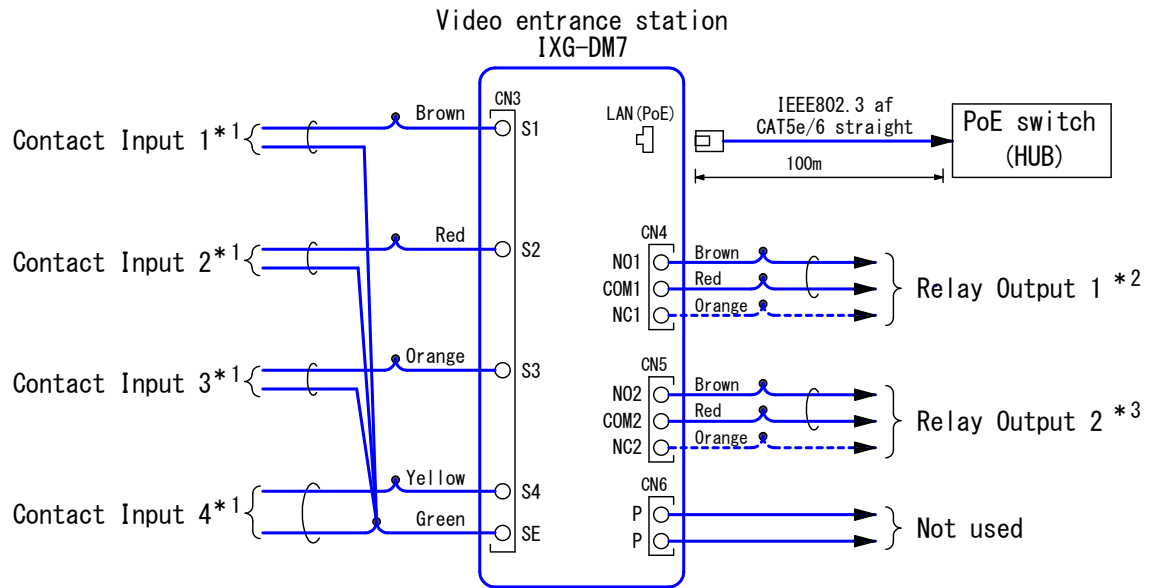 Video entrance station
IXG-DM7
CN3
Contact Input 1*1
Brown
S1
Contact Input 2*1
Red
S2
Contact Input 3*1
Orange
S3
Contact Input 4*1
Yellow
S4
Green
SE
LAN(PoE)
IEEE802.3 af
CAT5e/6 straight
100m
PoE switch
(HUB)
CN4
NO1
Brown
COM1
Red
NC1
Orange
Relay Output 1 *2
CN5
NO2
Brown
COM2
Red
NC2
Orange
Relay Output 2 *3
CN6
P
P
Not used